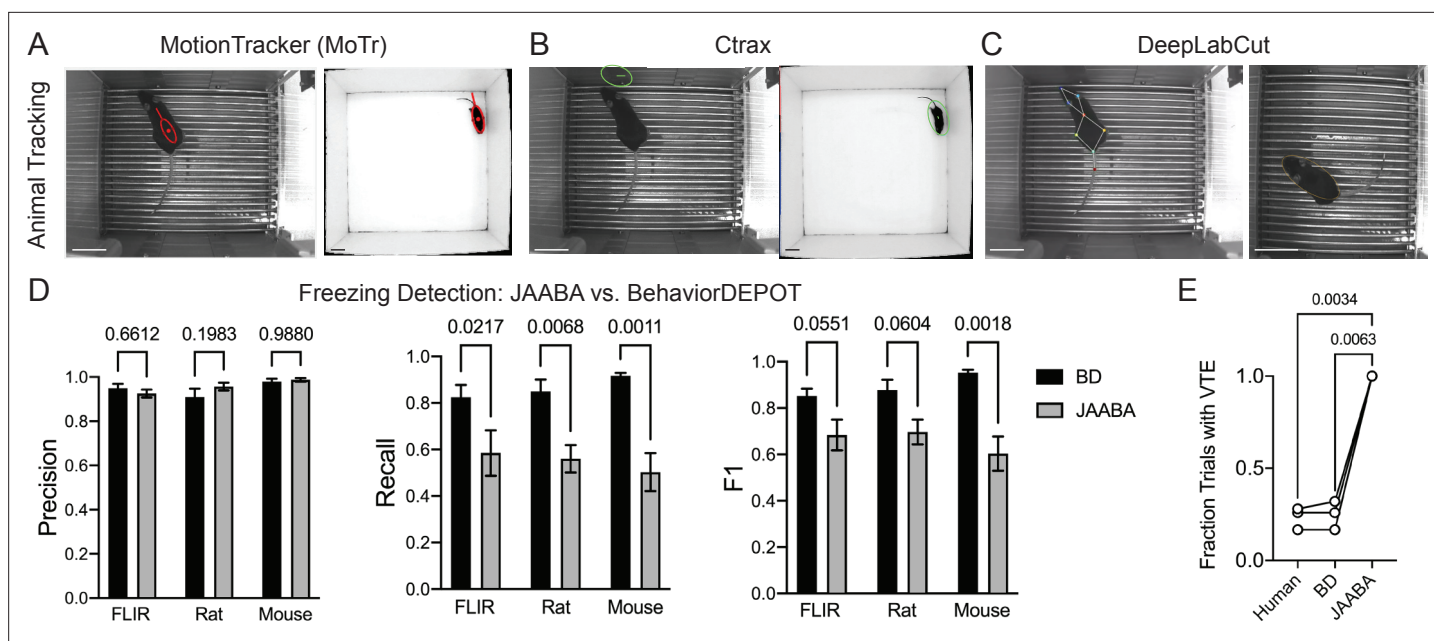 A MotionTracker (MoTr) B Ctrax C DeepLabCut
Animal Tracking
D Freezing Detection: JAABA vs. BehaviorDEPOT
0.6612 0.1983 0.9880
1.0
0.8
0.6
0.4
0.2
0.0
Precision
FLIR Rat Mouse
0.0217 0.0068 0.0011
1.0
0.8
0.6
0.4
0.2
0.0
Recall
FLIR Rat Mouse
0.0551 0.0604 0.0018
1.0
0.8
0.6
0.4
0.2
0.0
F1
FLIR Rat Mouse
BD
JAABA
E
0.0034
0.0063
1.0
0.5
0.0
Fraction Trials with VTE
Human
BD
JAABA